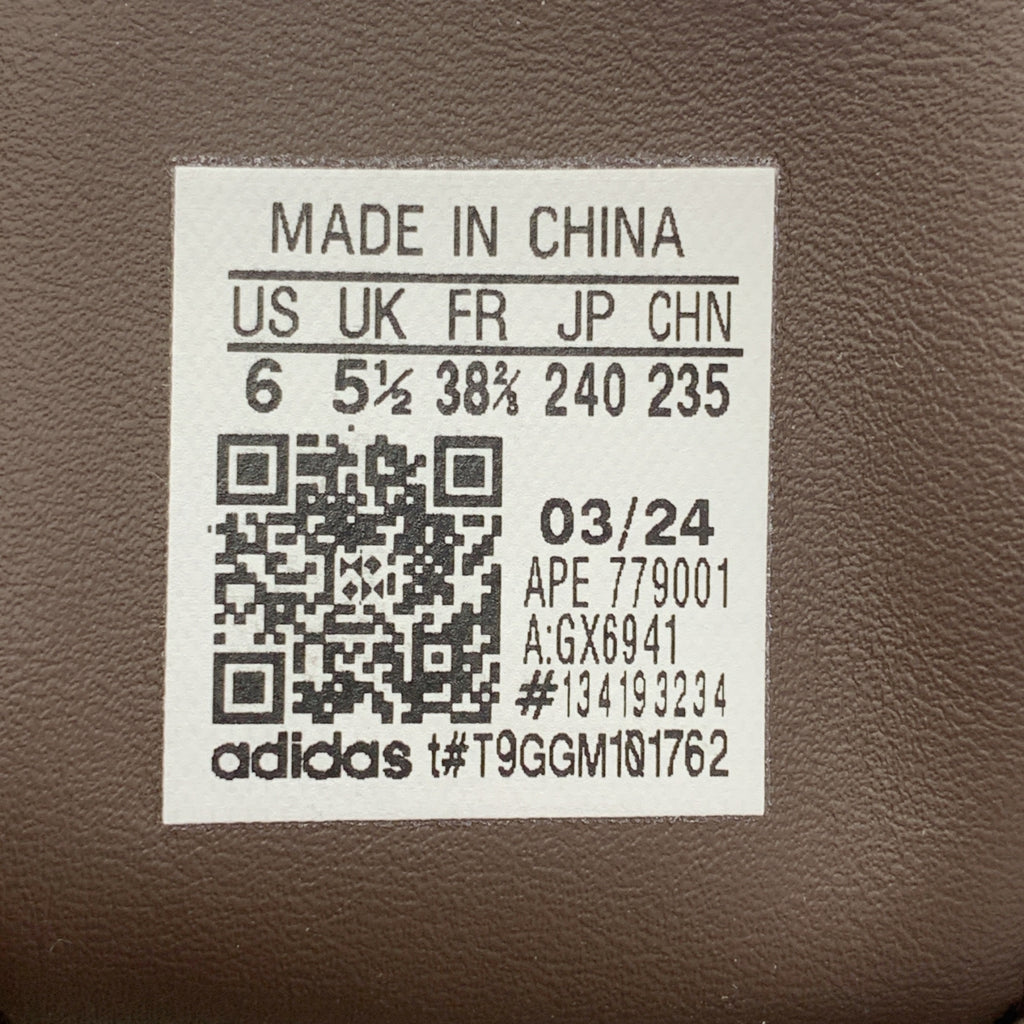 MADE IN CHINA
US UK FR JP CHN
6 5½ 38⅔ 240 235
03/24
APE 779001
A:GX6941
#134193234
adidas t#T9GGM101762